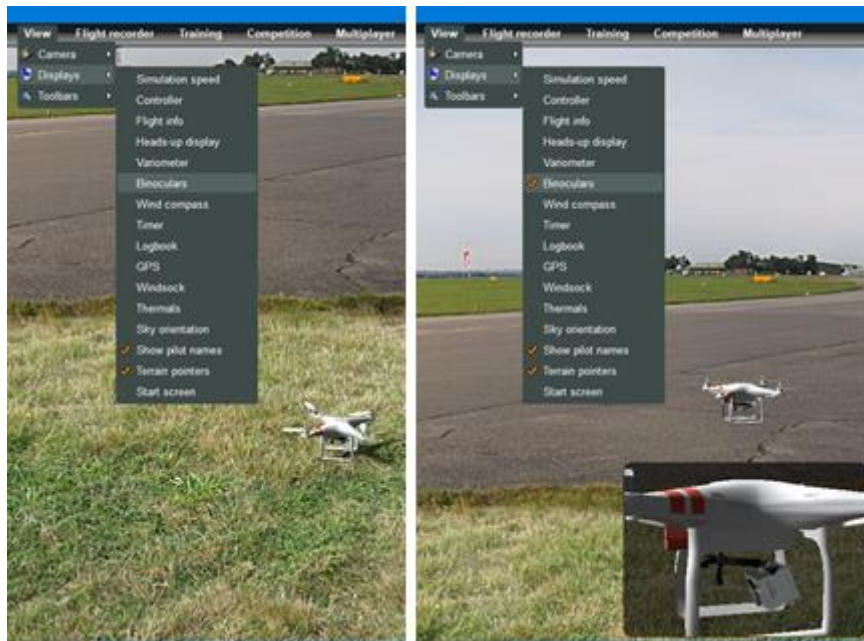 View Flight recorder Training Competition Multiplayer
Camera
Displays
Toolbars
Simulation speed
Controller
Flight info
Heads-up display
Variometer
Binoculars
Wind compass
Timer
Logbook
GPS
Windsock
Thermals
Sky orientation
Show pilot names
Terrain pointers
Start screen
View Flight recorder Training Competition Multiplayer
Camera
Displays
Toolbars
Simulation speed
Controller
Flight info
Heads-up display
Variometer
Binoculars
Wind compass
Timer
Logbook
GPS
Windsock
Thermals
Sky orientation
Show pilot names
Terrain pointers
Start screen